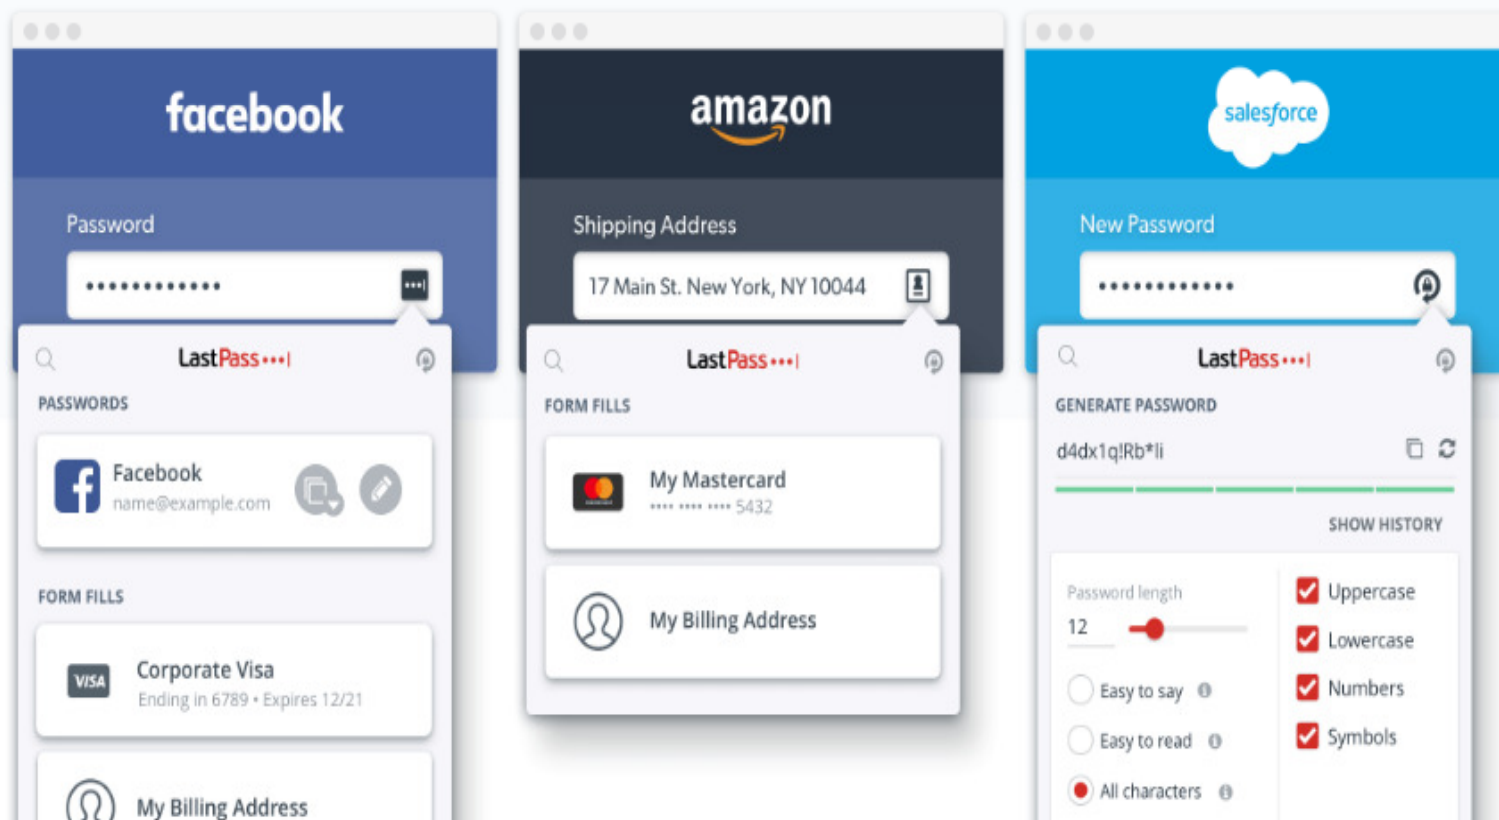 facebook
Password
LastPass
PASSWORDS
Facebook
name@example.com
FORM FILLS
VISA
Corporate Visa
Ending in 6789 • Expires 12/21
My Billing Address
amazon
Shipping Address
17 Main St. New York, NY 10044
LastPass
FORM FILLS
My Mastercard
•••• •••• •••• 5432
My Billing Address
salesforce
New Password
LastPass
GENERATE PASSWORD
d4dx1q!Rb*li
SHOW HISTORY
Password length
12
Easy to say
Easy to read
All characters
Uppercase
Lowercase
Numbers
Symbols